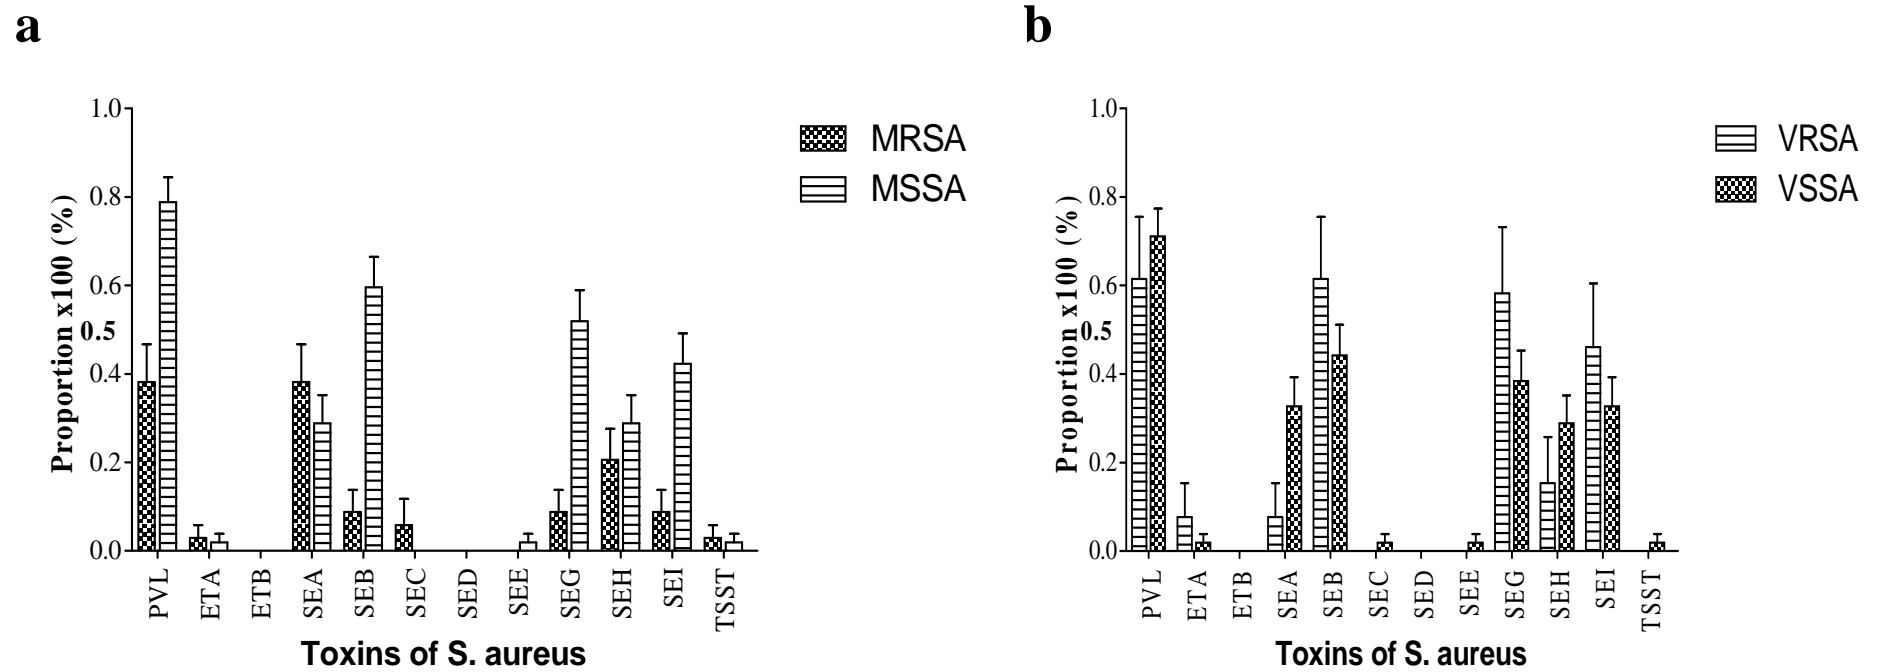 a
Proportion x100 (%)
1.0
0.8
0.6
0.5
0.4
0.2
0.0
PVL
ETA
ETB
SEA
SEB
SEC
SED
SEE
SEG
SEH
SEI
TSST
Toxins of S. aureus
MRSA
MSSA
b
Proportion x100 (%)
1.0
0.8
0.6
0.5
0.4
0.2
0.0
PVL
ETA
ETB
SEA
SEB
SEC
SED
SEE
SEG
SEH
SEI
TSST
Toxins of S. aureus
VRSA
VSSA